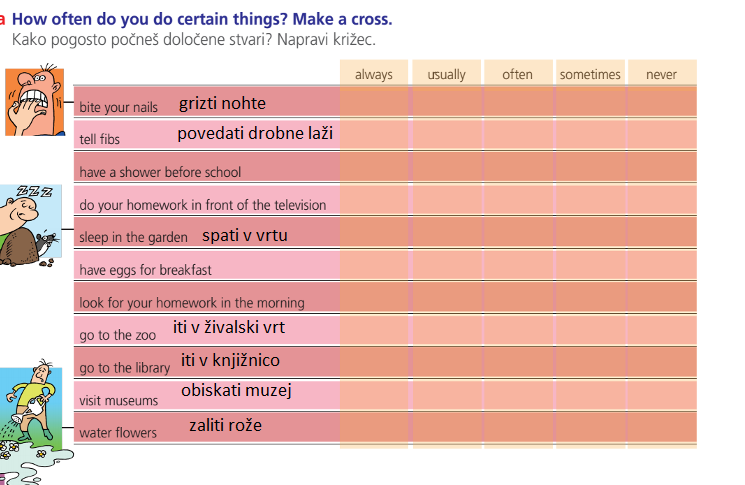 a How often do you do certain things? Make a cross.
Kako pogosto počneš določene stvari? Napravi križec.
always usually often sometimes never
bite your nails grizti nohte
tell fibs povedati drobne laži
have a shower before school
do your homework in front of the television
zzz
sleep in the garden spati v vrtu
have eggs for breakfast
look for your homework in the morning
go to the zoo iti v živalski vrt
go to the library iti v knjižnico
visit museums obiskati muzej
water flowers zaliti rože